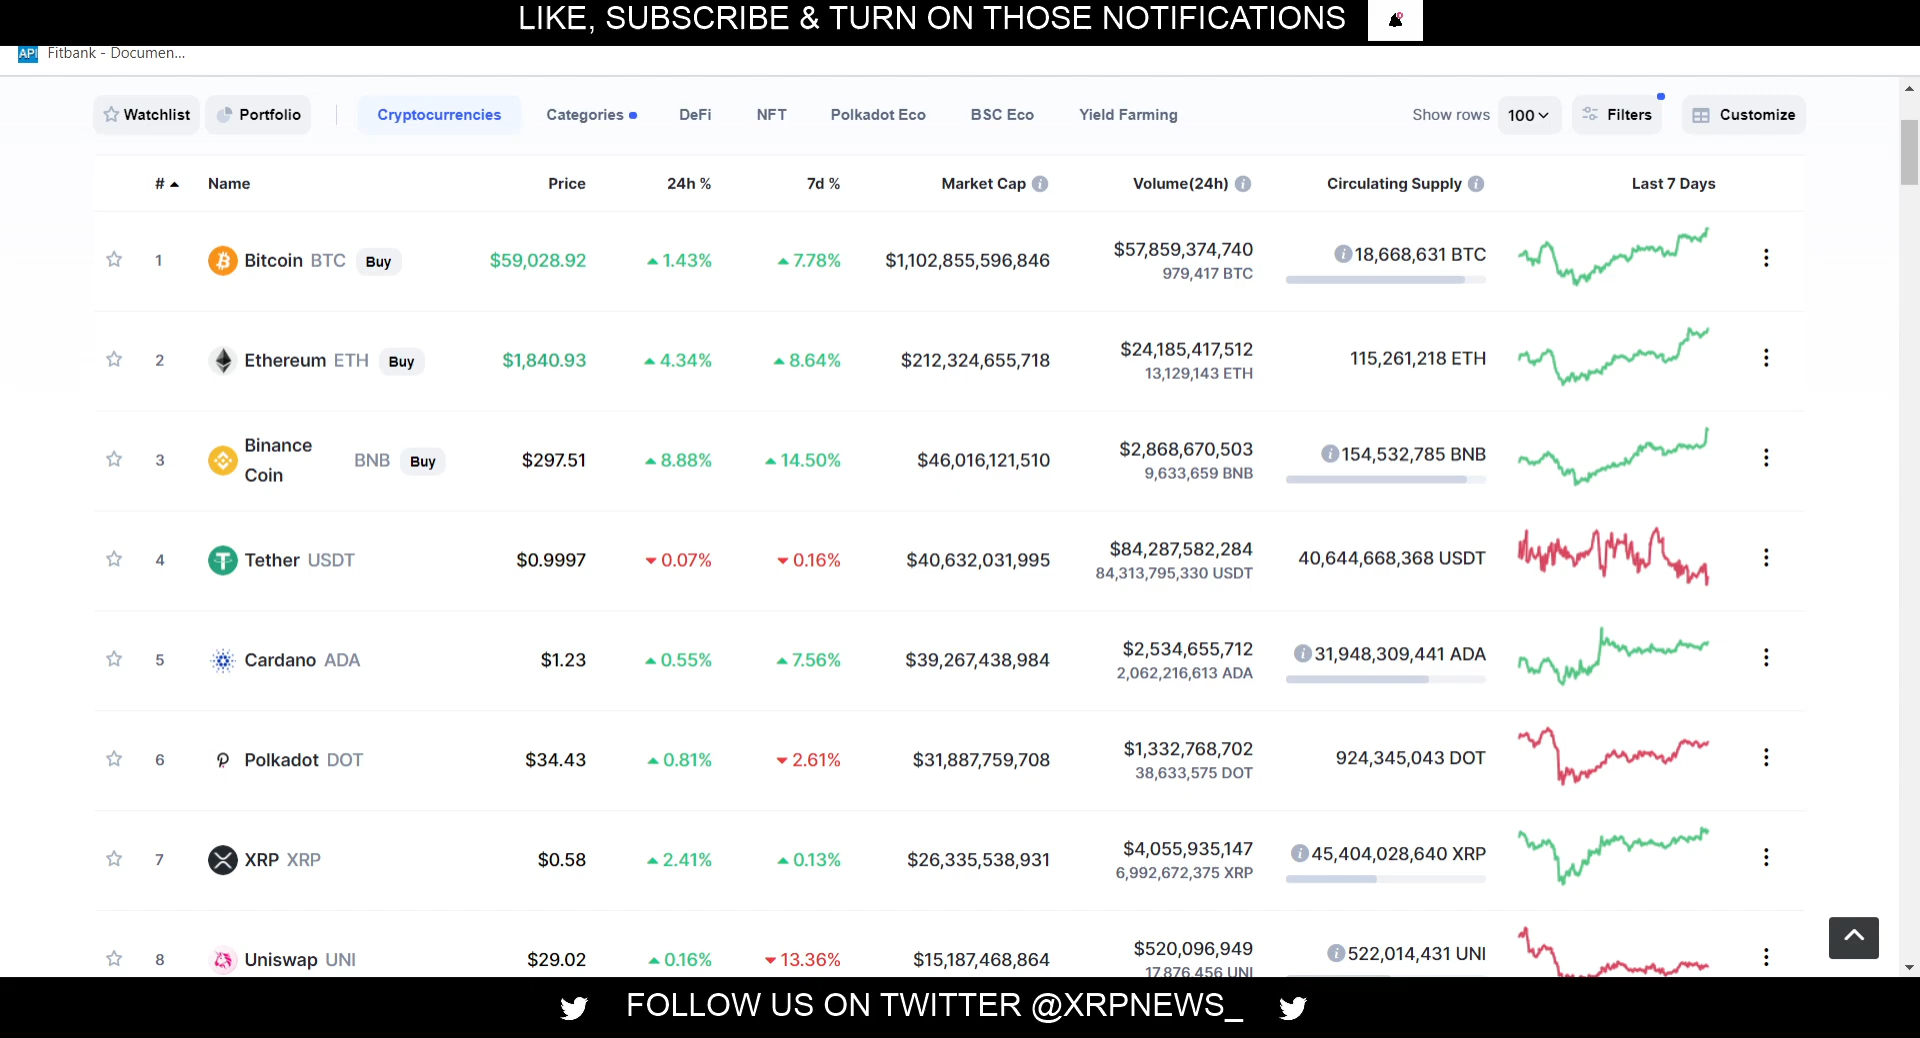 LIKE, SUBSCRIBE & TURN ON THOSE NOTIFICATIONS
API Fitbank - Documen...
Watchlist Portfolio Cryptocurrencies Categories DeFi NFT Polkadot Eco BSC Eco Yield Farming Show rows 100 Filters Customize
# Name Price 24h % 7d % Market Cap Volume(24h) Circulating Supply Last 7 Days
1 Bitcoin BTC Buy $59,028.92 1.43% 7.78% $1,102,855,596,846 $57,859,374,740 18,668,631 BTC
979,417 BTC
2 Ethereum ETH Buy $1,840.93 4.34% 8.64% $212,324,655,718 $24,185,417,512 115,261,218 ETH
13,129,143 ETH
3 Binance Coin BNB Buy $297.51 8.88% 14.50% $46,016,121,510 $2,868,670,503 154,532,785 BNB
9,633,659 BNB
4 Tether USDT $0.9997 0.07% 0.16% $40,632,031,995 $84,287,582,284 40,644,668,368 USDT
84,313,795,330 USDT
5 Cardano ADA $1.23 0.55% 7.56% $39,267,438,984 $2,534,655,712 31,948,309,441 ADA
2,062,216,613 ADA
6 Polkadot DOT $34.43 0.81% 2.61% $31,887,759,708 $1,332,768,702 924,345,043 DOT
38,633,575 DOT
7 XRP XRP $0.58 2.41% 0.13% $26,335,538,931 $4,055,935,147 45,404,028,640 XRP
6,992,672,375 XRP
8 Uniswap UNI $29.02 0.16% 13.36% $15,187,468,864 $520,096,949 522,014,431 UNI
17,876,456 UNI
FOLLOW US ON TWITTER @XRPNEWS_